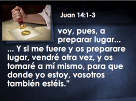 Juan 14:1-3
voy, pues, a
preparar lugar...
... Y si me fuere y os preparare
lugar, vendré otra vez, y os
tomaré a mí mismo, para que
donde yo estoy, vosotros
también estéis."